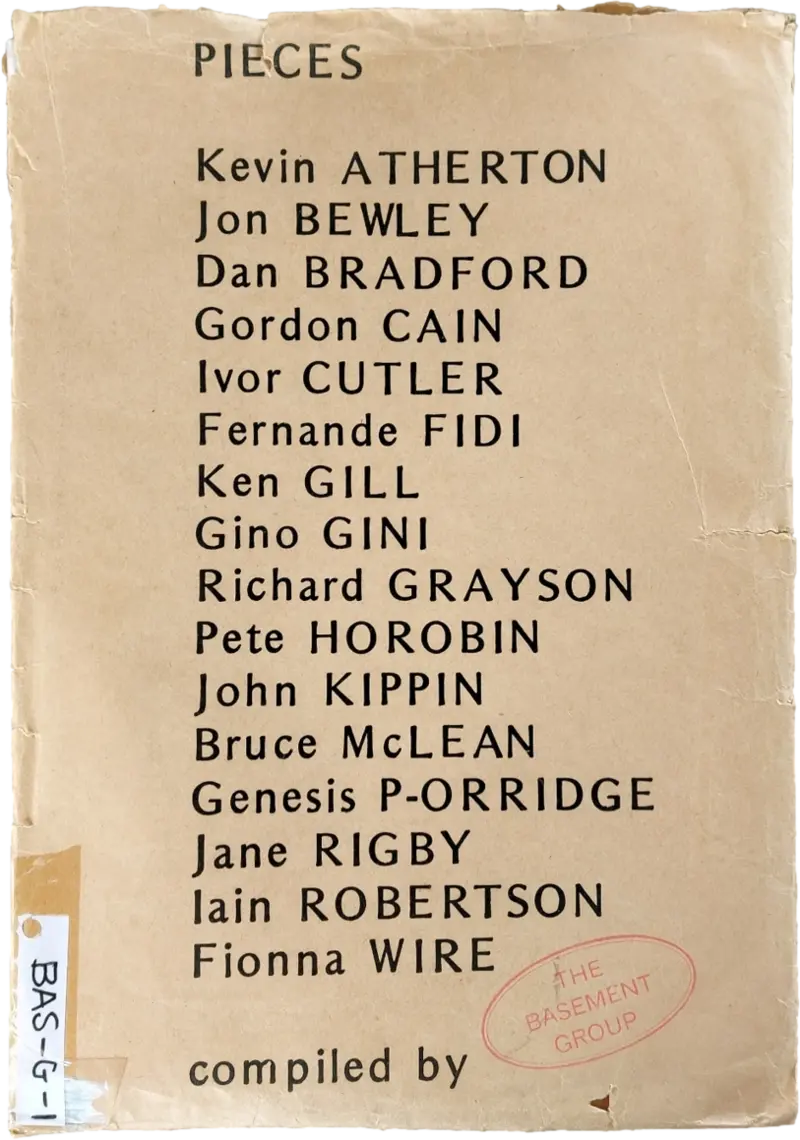 PIECES
Kevin ATHERTON
Jon BEWLEY
Dan BRADFORD
Gordon CAIN
Ivor CUTLER
Fernande FIDI
Ken GILL
Gino GINI
Richard GRAYSON
Pete HOROBIN
John KIPPIN
Bruce McLEAN
Genesis P-ORRIDGE
Jane RIGBY
Iain ROBERTSON
Fionna WIRE
compiled by
THE
BASEMENT
GROUP
BAS-G-1